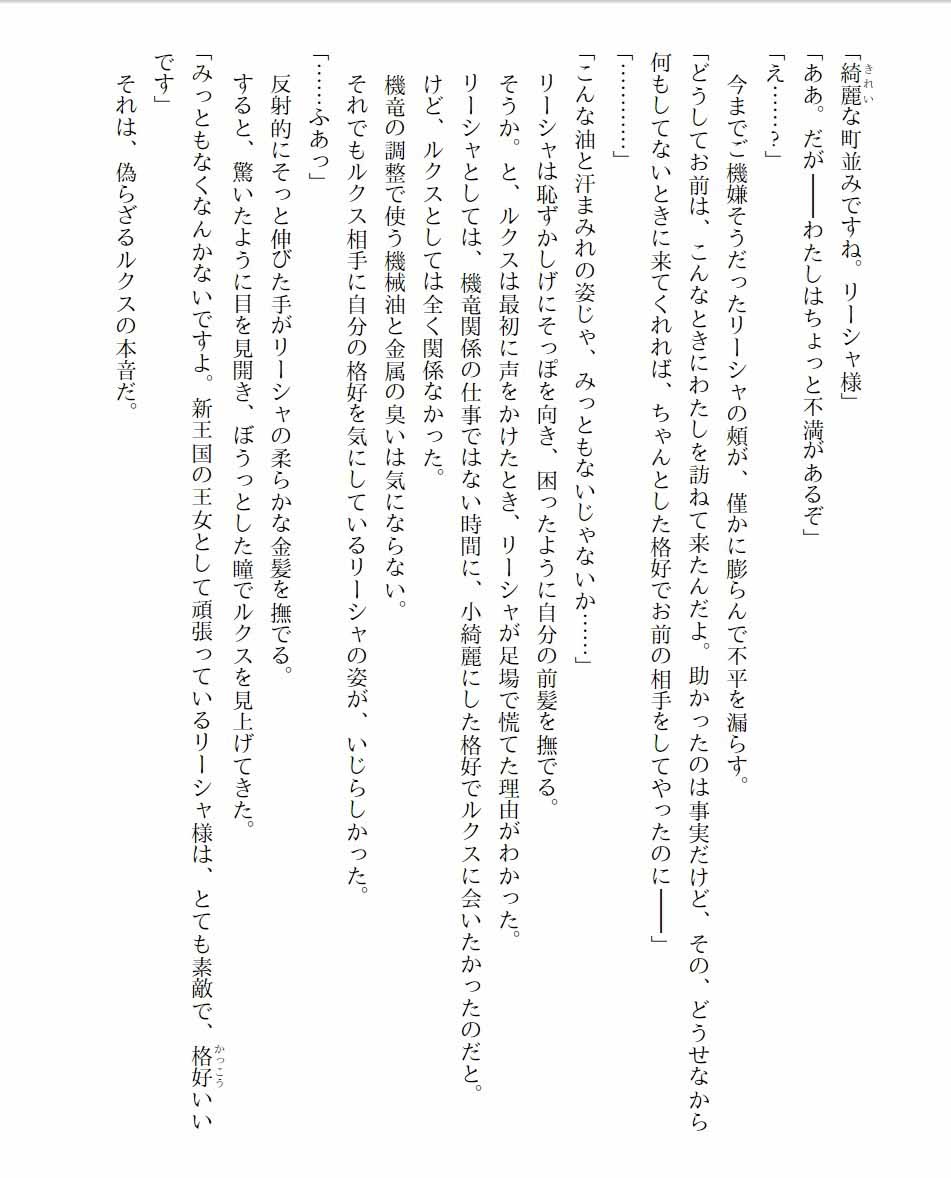 「綺麗な町並みですね。リーシャ様」
「ああ。だが――わたしはちょっと不満があるぞ」
「え……?」
　今までご機嫌そうだったリーシャの頰が、僅かに膨らんで不平を漏らす。
「どうしてお前は、こんなときにわたしを訪ねて来たんだよ。助かったのは事実だけど、その、どうせなから
何もしてないときに来てくれれば、ちゃんとした格好でお前の相手をしてやったのに――」
「…………」
「こんな油と汗まみれの姿じゃ、みっともないじゃないか……」
　リーシャは恥ずかしげにそっぽを向き、困ったように自分の前髪を撫でる。
　そうか。と、ルクスは最初に声をかけたとき、リーシャが足場で慌てた理由がわかった。
　リーシャとしては、機竜関係の仕事ではない時間に、小綺麗にした格好でルクスに会いたかったのだと。
　けど、ルクスとしては全く関係なかった。
　機竜の調整で使う機械油と金属の臭いは気にならない。
　それでもルクス相手に自分の格好を気にしているリーシャの姿が、いじらしかった。
「……ふあっ」
　反射的にそっと伸びた手がリーシャの柔らかな金髪を撫でる。
　すると、驚いたように目を見開き、ぼうっとした瞳でルクスを見上げてきた。
「みっともなくなんかないですよ。新王国の王女として頑張っているリーシャ様は、とても素敵で、格好いい
です」
　それは、偽らざるルクスの本音だ。
きれい
かっこう